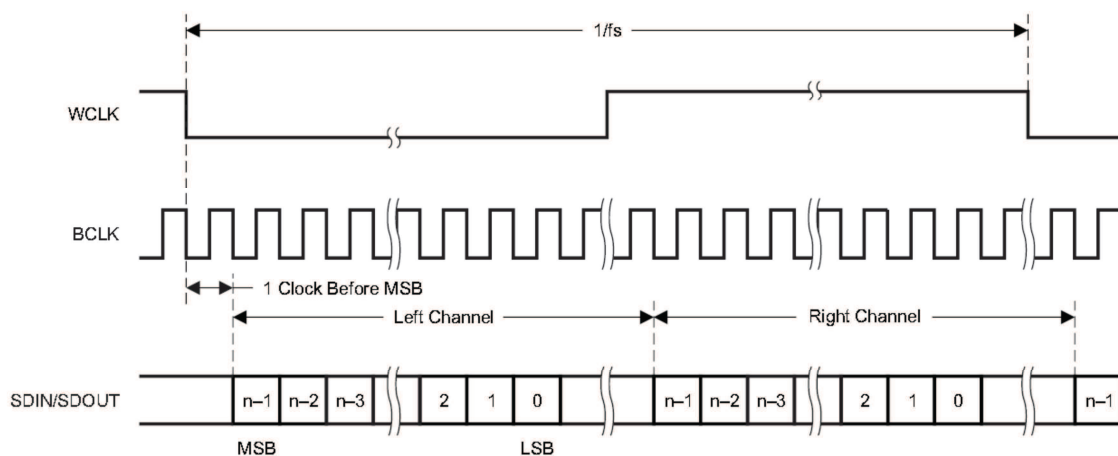 1/fs
WCLK
BCLK
1 Clock Before MSB
Left Channel
Right Channel
SDIN/SDOUT
n–1 n–2 n–3 2 1 0 n–1 n–2 n–3 2 1 0 n–1
MSB LSB